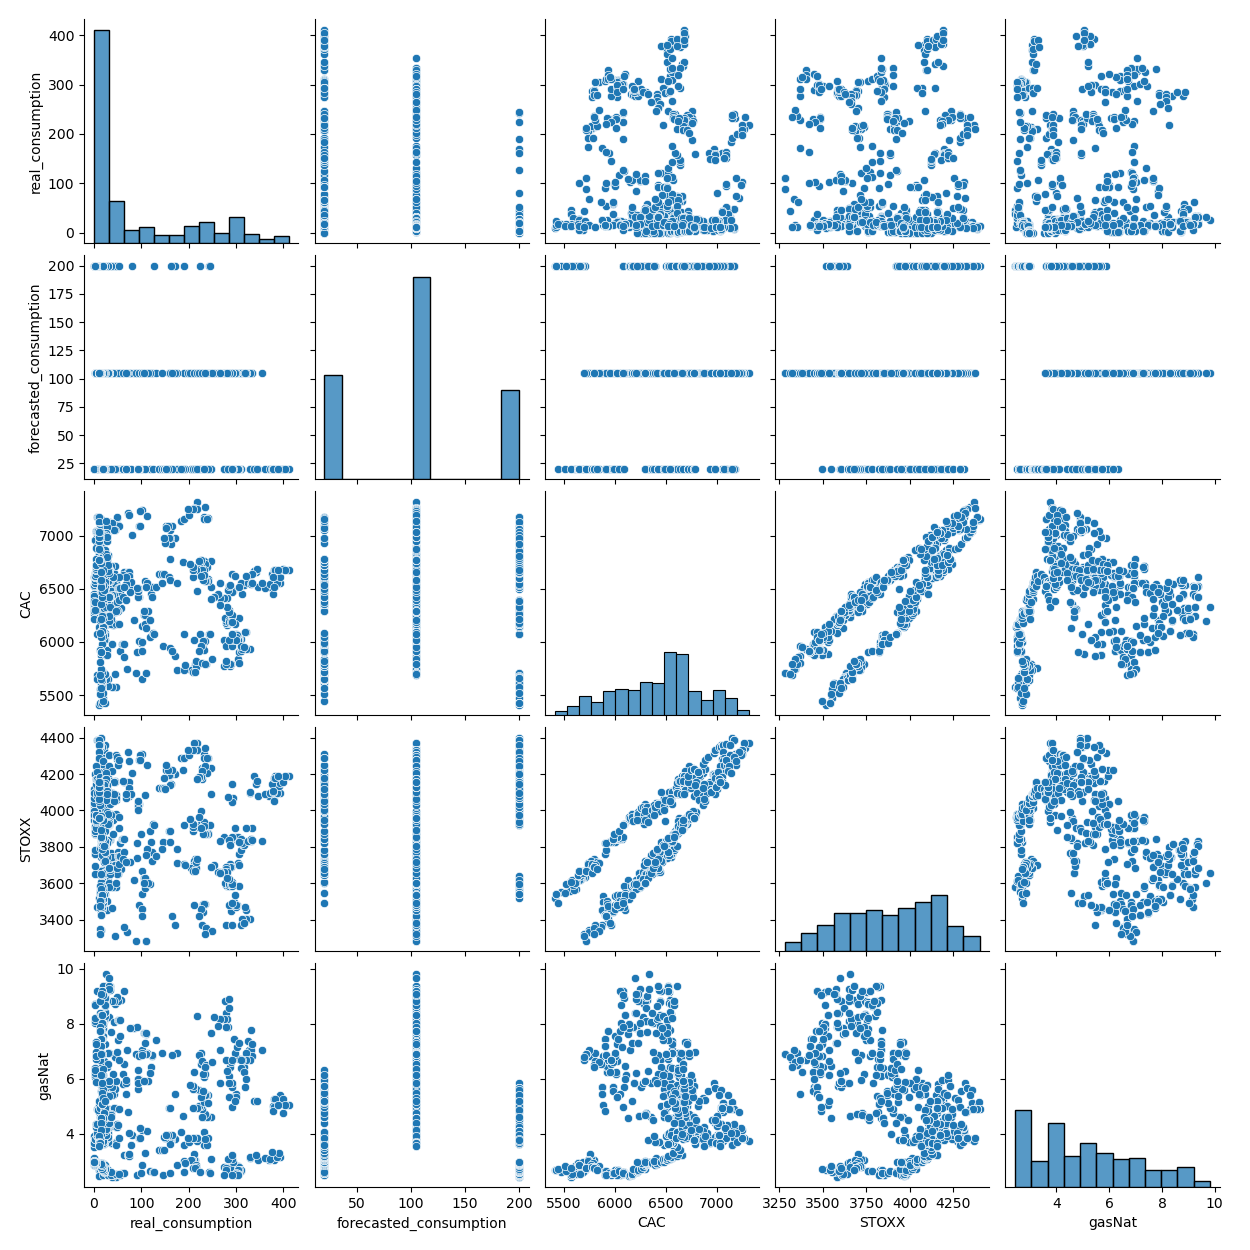 400
300
200
100
0
real_consumption
200
175
150
125
100
75
50
25
forecasted_consumption
7000
6500
6000
5500
CAC
4400
4200
4000
3800
3600
3400
STOXX
10
8
6
4
gasNat
0 100 200 300 400
real_consumption
50 100 150 200
forecasted_consumption
5500 6000 6500 7000
CAC
3250 3500 3750 4000 4250
STOXX
4 6 8 10
gasNat